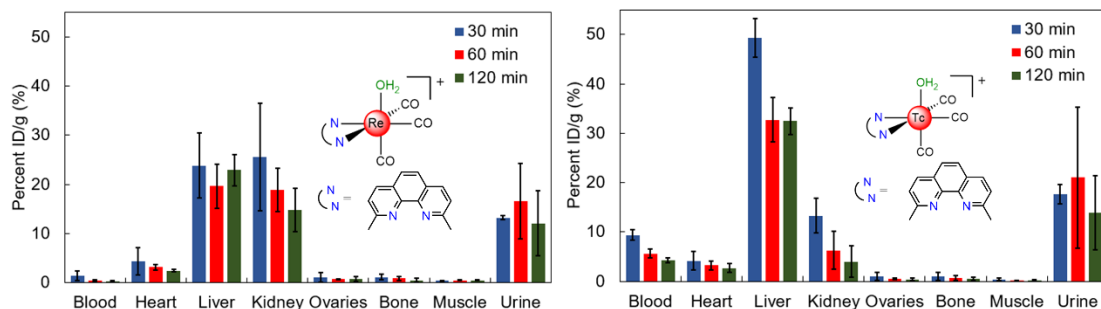 Percent ID/g (%)
50
40
30
20
10
0
30 min
60 min
120 min
OH2
+
N
N
Re
CO
CO
CO
N
N
=
N
N
Blood Heart Liver Kidney Ovaries Bone Muscle Urine
Percent ID/g (%)
50
40
30
20
10
0
30 min
60 min
120 min
OH2
+
N
N
Tc
CO
CO
CO
N
N
=
N
N
Blood Heart Liver Kidney Ovaries Bone Muscle Urine